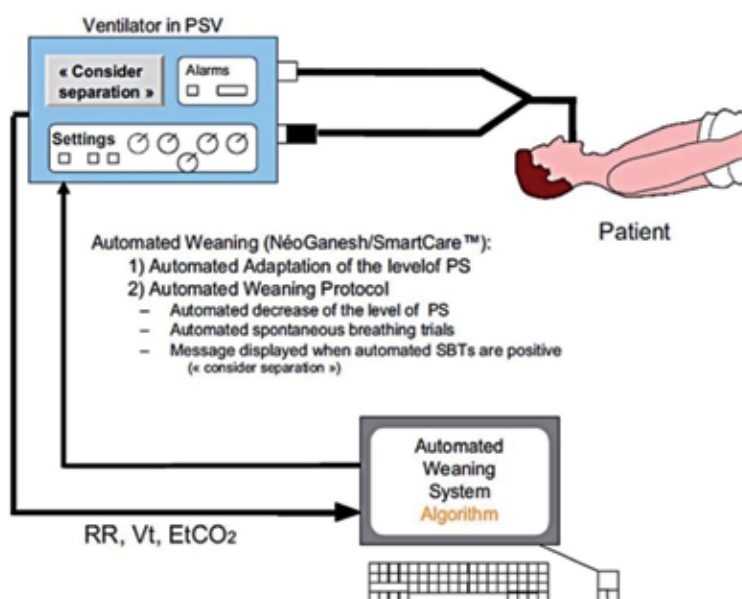 Ventilator in PSV
« Consider
separation »
Alarms
Settings
Patient
Automated Weaning (NéoGanesh/SmartCare™):
1) Automated Adaptation of the levelof PS
2) Automated Weaning Protocol
– Automated decrease of the level of PS
– Automated spontaneous breathing trials
– Message displayed when automated SBTs are positive
(« consider separation »)
Automated
Weaning
System
Algorithm
RR, Vt, EtCO₂